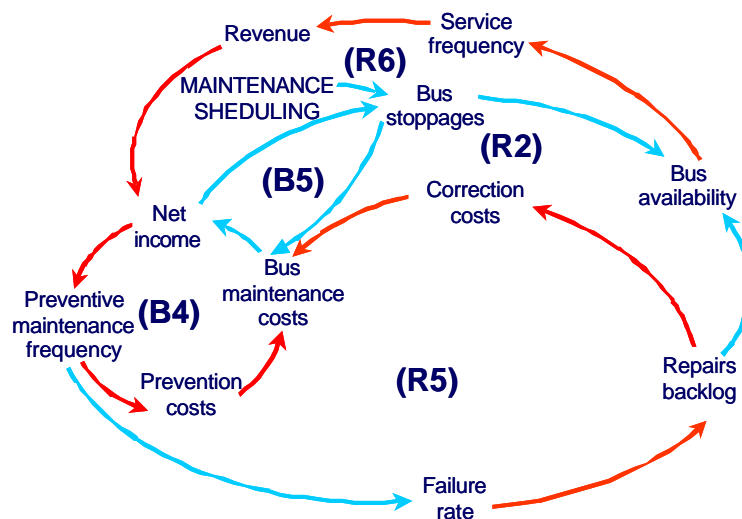 Service
frequency
Revenue
(R6)
MAINTENANCE
SHEDULING
Bus
stoppages
(R2)
(B5)
Bus
availability
Correction
costs
Net
income
Bus
maintenance
costs
Preventive
maintenance
frequency
(B4)
Prevention
costs
(R5)
Repairs
backlog
Failure
rate